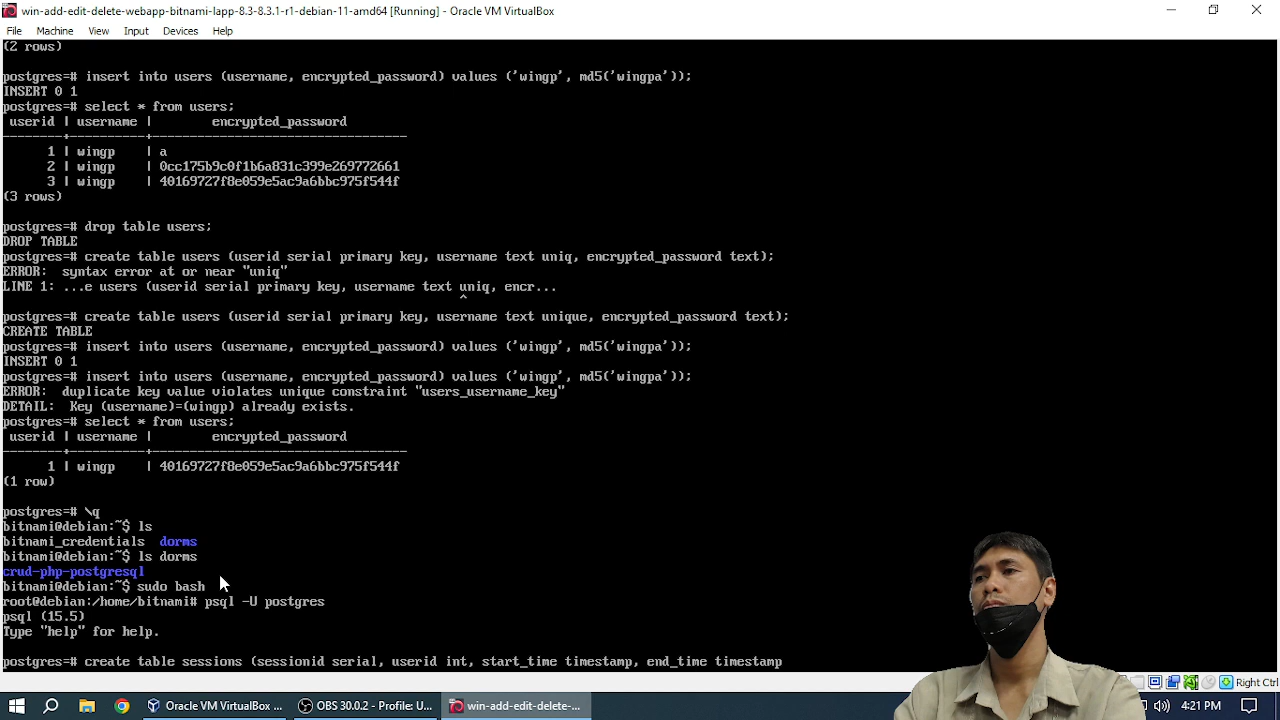 win-add-edit-delete-webapp-bitnami-lapp-8.3-8.3.1-r1-debian-11-amd64 [Running] - Oracle VM VirtualBox
File Machine View Input Devices Help
(2 rows)
postgres=# insert into users (username, encrypted_password) values ('wingp', md5('wingpa'));
INSERT 0 1
postgres=# select * from users;
userid | username | encrypted_password
--------+----------+----------------------------------
1 | wingp | a
2 | wingp | 0cc175b9c0f1b6a831c399e269772661
3 | wingp | 40169727f8e059e5ac9a6bbc975f544f
(3 rows)
postgres=# drop table users;
DROP TABLE
postgres=# create table users (userid serial primary key, username text uniq, encrypted_password text);
ERROR: syntax error at or near "uniq"
LINE 1: ...e users (userid serial primary key, username text uniq, encr...
^
postgres=# create table users (userid serial primary key, username text unique, encrypted_password text);
CREATE TABLE
postgres=# insert into users (username, encrypted_password) values ('wingp', md5('wingpa'));
INSERT 0 1
postgres=# insert into users (username, encrypted_password) values ('wingp', md5('wingpa'));
ERROR: duplicate key value violates unique constraint "users_username_key"
DETAIL: Key (username)=(wingp) already exists.
postgres=# select * from users;
userid | username | encrypted_password
--------+----------+----------------------------------
1 | wingp | 40169727f8e059e5ac9a6bbc975f544f
(1 row)
postgres=# \q
bitnami@debian:~$ ls
bitnami_credentials dorms
bitnami@debian:~$ ls dorms
crud-php-postgresql
bitnami@debian:~$ sudo bash
root@debian:/home/bitnami# psql -U postgres
psql (15.5)
Type "help" for help.
postgres=# create table sessions (sessionid serial, userid int, start_time timestamp, end_time timestamp
Right Ctrl
Oracle VM VirtualBox ...
OBS 30.0.2 - Profile: U...
win-add-edit-delete-...
4:21 PM